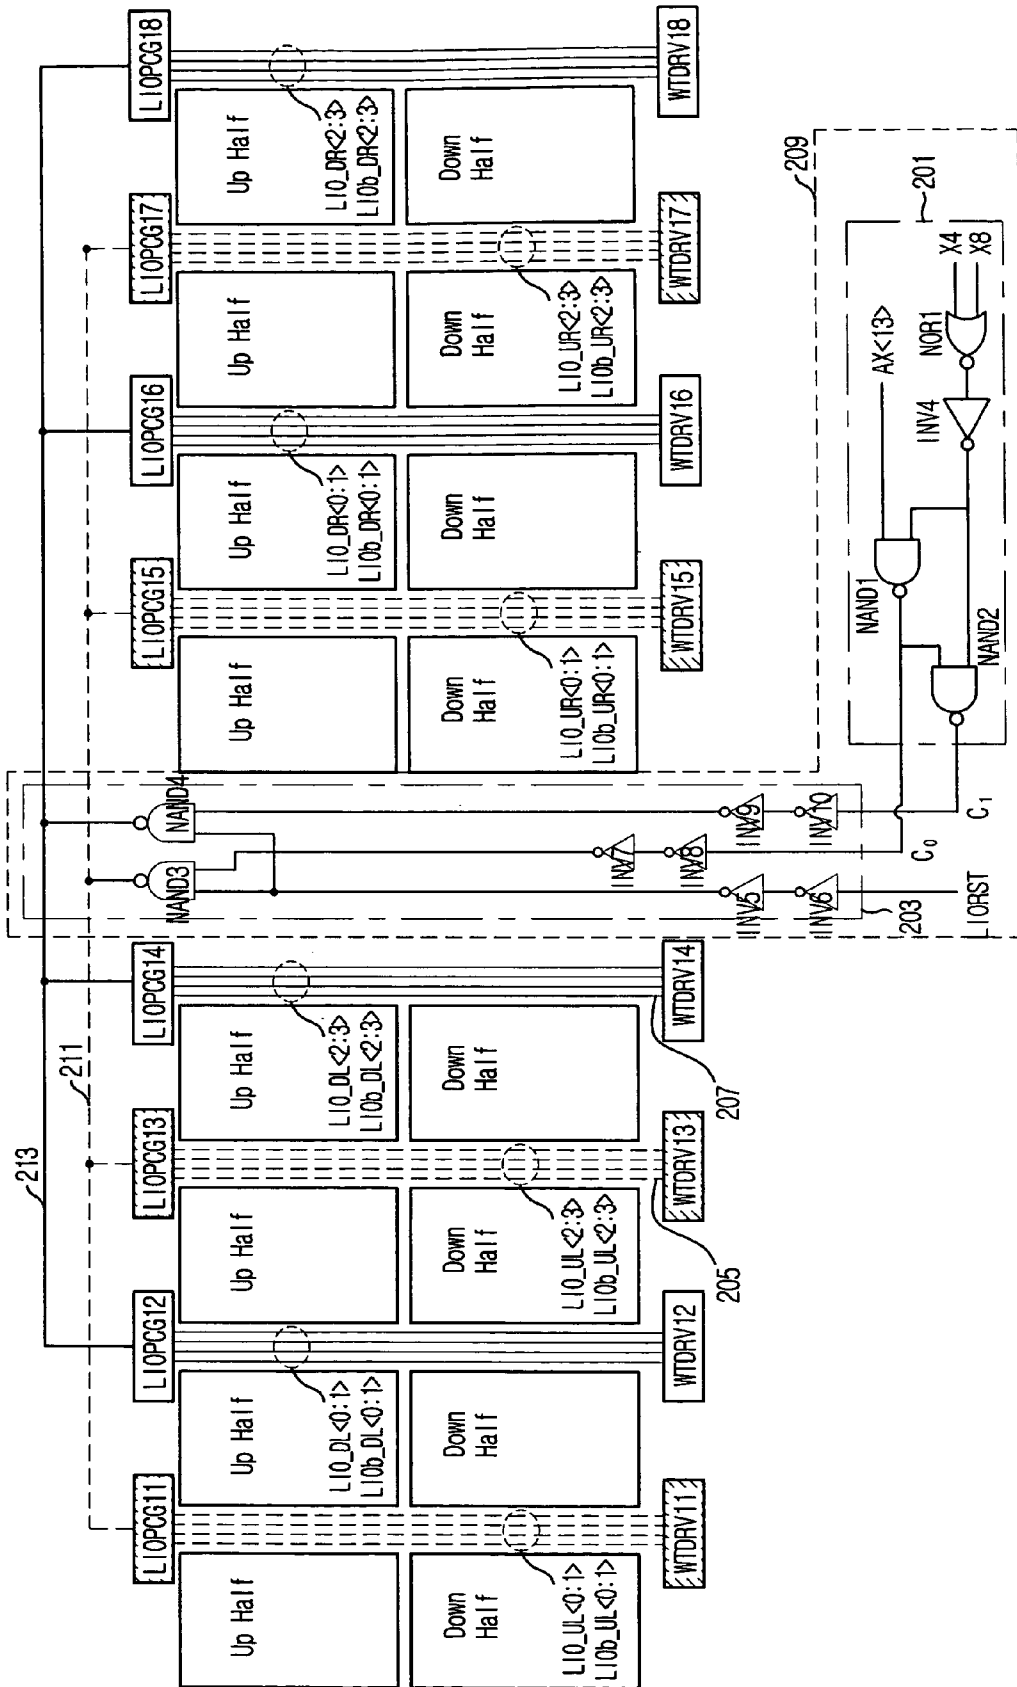 213
211
LIOPCG11
LIOPCG12
LIOPCG13
LIOPCG14
LIOPCG15
LIOPCG16
LIOPCG17
LIOPCG18
NAND3
NAND4
Up Half
Up Half
Up Half
Up Half
Up Half
Up Half
Up Half
Up Half
LIO_DL<0:1>
LIOb_DL<0:1>
LIO_DL<2:3>
LIOb_DL<2:3>
LIO_DR<0:1>
LIOb_DR<0:1>
LIO_DR<2:3>
LIOb_DR<2:3>
Down
Half
Down
Half
Down
Half
Down
Half
Down
Half
Down
Half
Down
Half
Down
Half
LIO_UL<0:1>
LIOb_UL<0:1>
LIO_UL<2:3>
LIOb_UL<2:3>
LIO_UR<0:1>
LIOb_UR<0:1>
LIO_UR<2:3>
LIOb_UR<2:3>
INV7
INV8
WTDRV11
WTDRV12
WTDRV13
WTDRV14
WTDRV15
WTDRV16
WTDRV17
WTDRV18
205
207
INV5
INV9
INV6
INV10
203
209
LIORST
C0
C1
NAND1
AX<13>
201
NAND2
INV4
NOR1
X4
X8